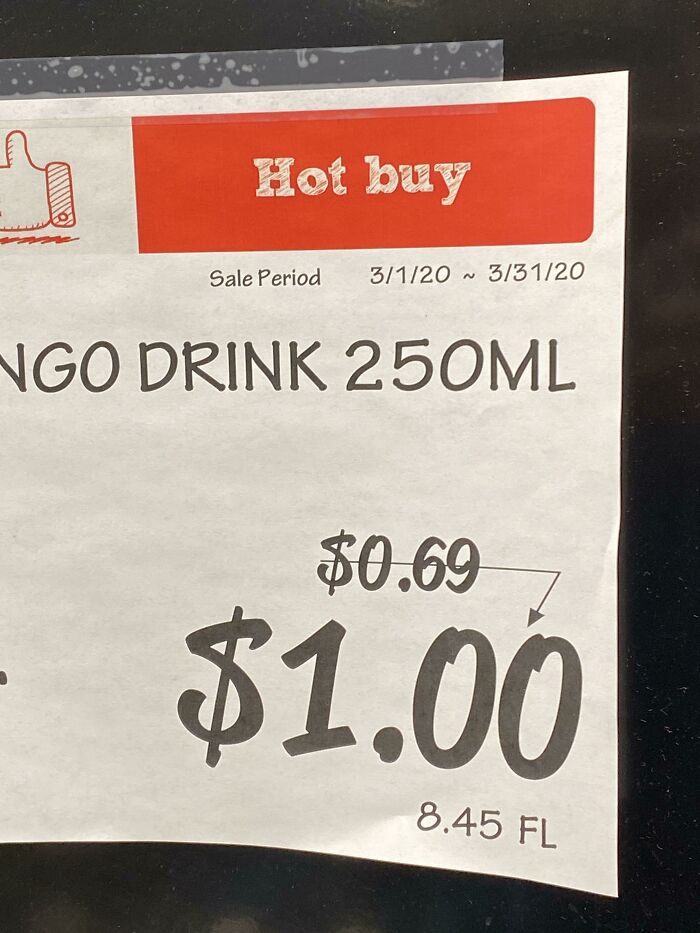 Hot buy
Sale Period 3/1/20 ~ 3/31/20
NGO DRINK 250ML
$0.69
$1.00
8.45 FL